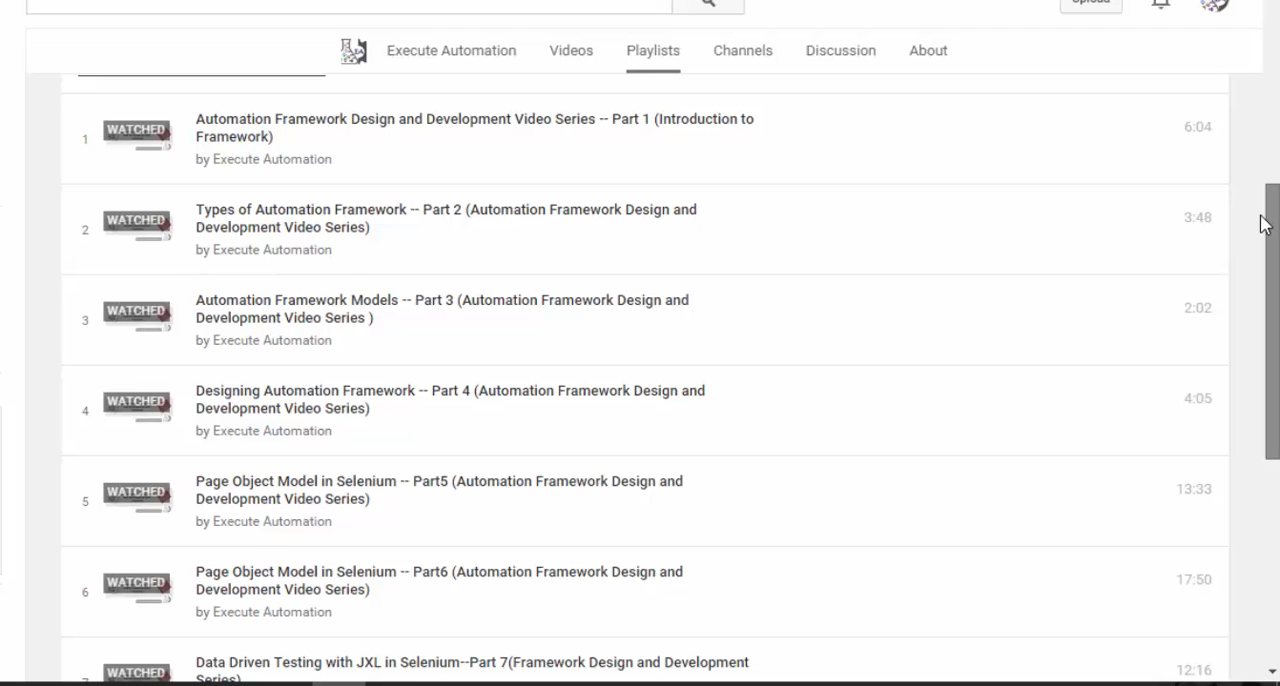 Upload
Execute Automation Videos Playlists Channels Discussion About
1
WATCHED
Automation Framework Design and Development Video Series -- Part 1 (Introduction to
Framework)
by Execute Automation
6:04
2
WATCHED
Types of Automation Framework -- Part 2 (Automation Framework Design and
Development Video Series)
by Execute Automation
3:48
3
WATCHED
Automation Framework Models -- Part 3 (Automation Framework Design and
Development Video Series )
by Execute Automation
2:02
4
WATCHED
Designing Automation Framework -- Part 4 (Automation Framework Design and
Development Video Series)
by Execute Automation
4:05
5
WATCHED
Page Object Model in Selenium -- Part5 (Automation Framework Design and
Development Video Series)
by Execute Automation
13:33
6
WATCHED
Page Object Model in Selenium -- Part6 (Automation Framework Design and
Development Video Series)
by Execute Automation
17:50
WATCHED
Data Driven Testing with JXL in Selenium--Part 7(Framework Design and Development
Series)
12:16